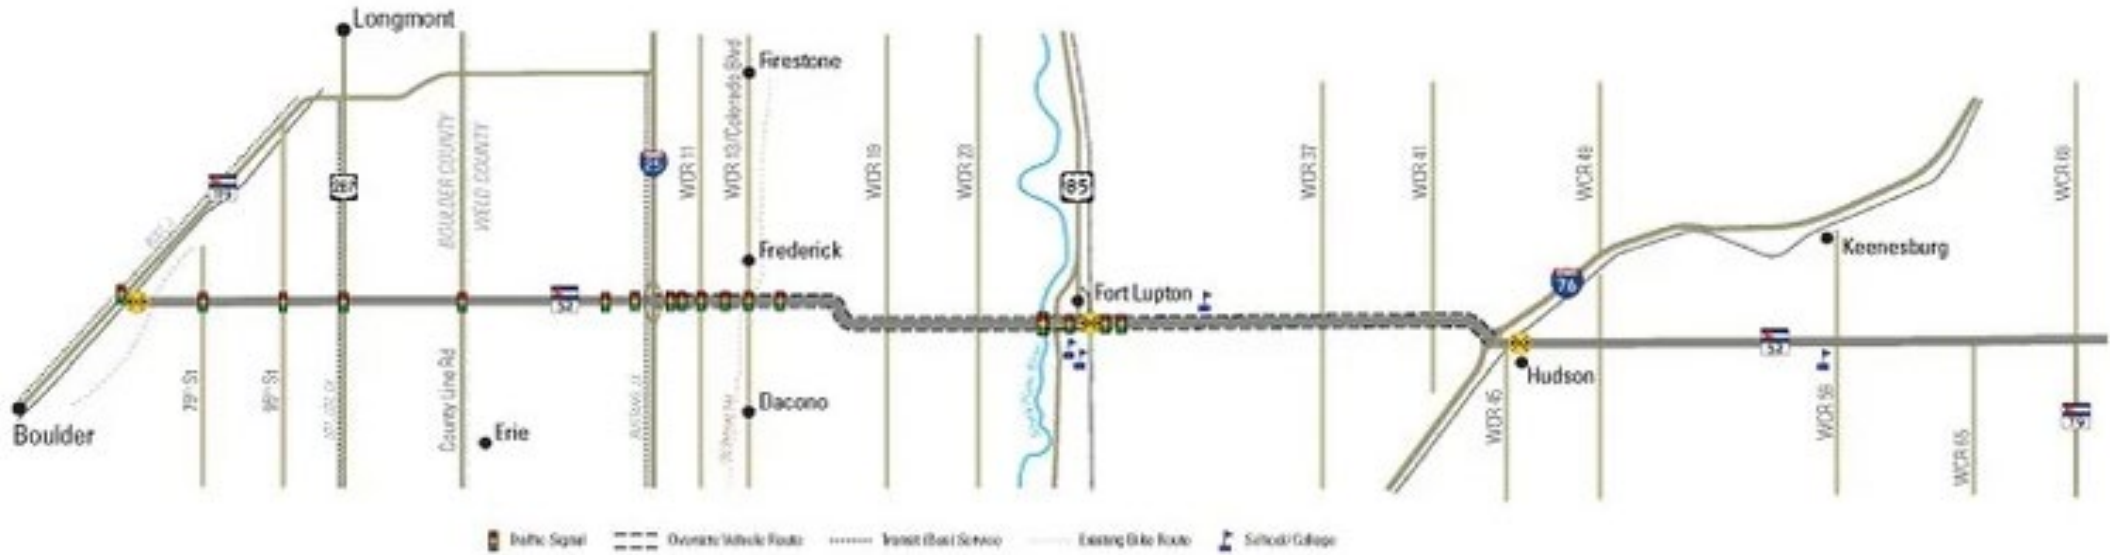 Longmont
Firestone
BOULDER COUNTY
WELD COUNTY
WCR 11
WCR 13/Colorado Blvd
WCR 19
WCR 23
WCR 37
WCR 41
WCR 49
WCR 69
25
119
287
85
Frederick
Keenesburg
76
Fort Lupton
52
52
79th St
95th St
County Line Rd
Erie
Dacono
Hudson
WCR 45
WCR 59
WCR 65
79
Boulder
Traffic Signal
Oversize Vehicle Route
Transit (Bus) Service
Existing Bike Route
School/College